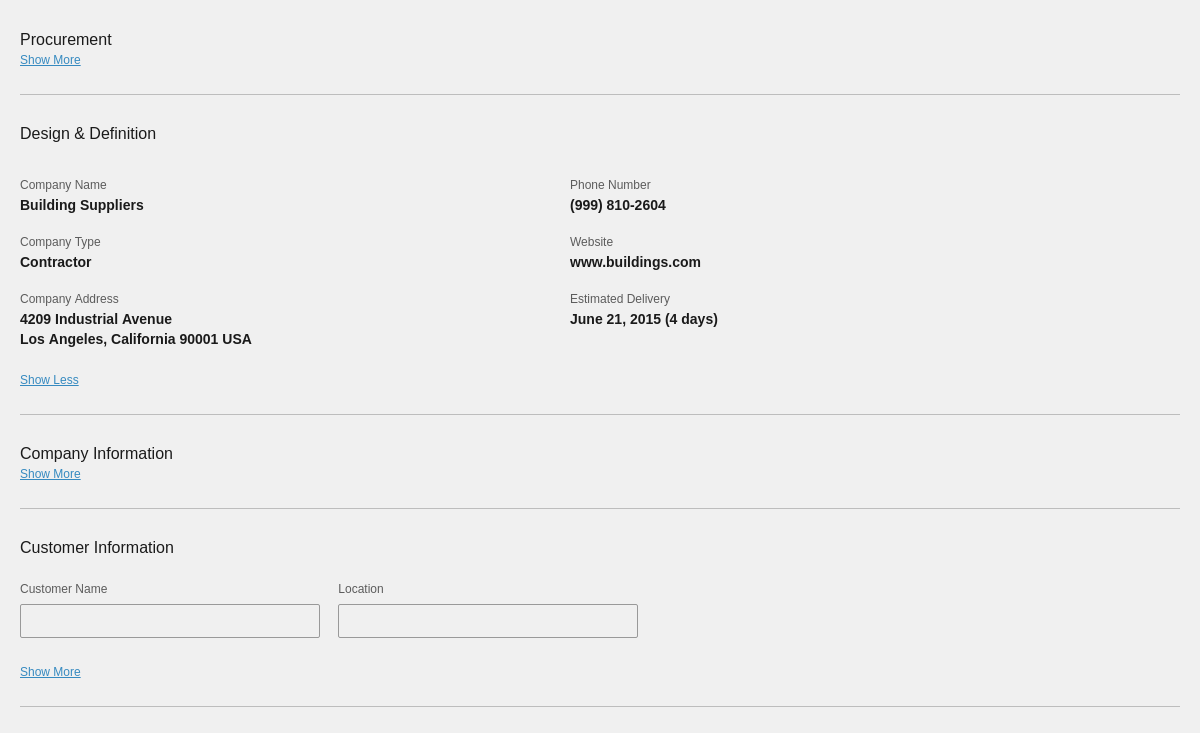 Procurement
Show More
Design & Definition
Company Name
Building Suppliers
Phone Number
(999) 810-2604
Company Type
Contractor
Website
www.buildings.com
Company Address
4209 Industrial Avenue
Los Angeles, California 90001 USA
Estimated Delivery
June 21, 2015 (4 days)
Show Less
Company Information
Show More
Customer Information
Customer Name
Location
Show More